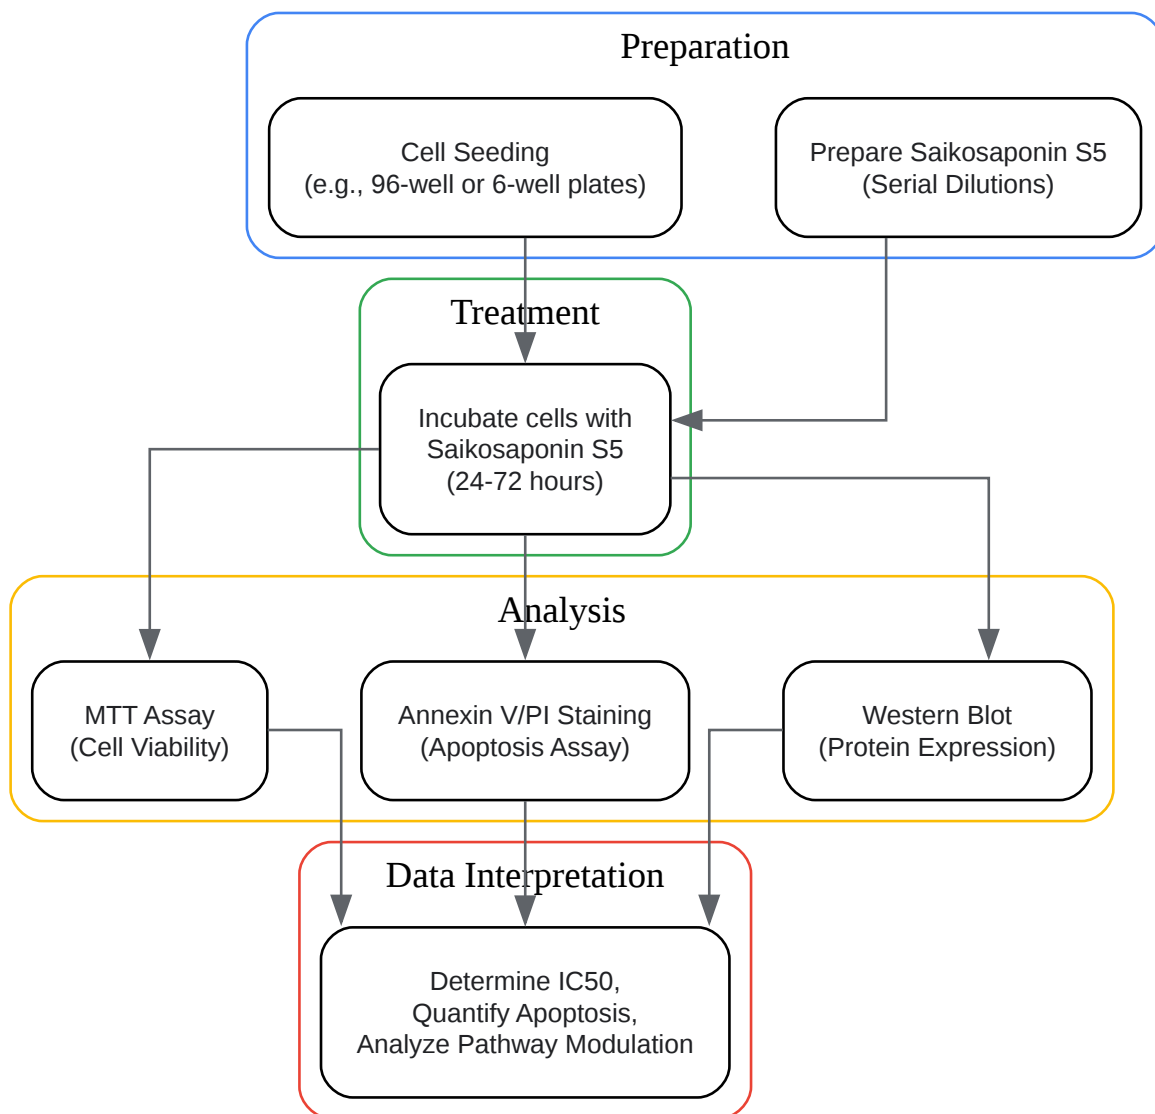 Preparation
Cell Seeding
(e.g., 96-well or 6-well plates)
Prepare Saikosaponin S5
(Serial Dilutions)
Treatment
Incubate cells with
Saikosaponin S5
(24-72 hours)
Analysis
MTT Assay
(Cell Viability)
Annexin V/PI Staining
(Apoptosis Assay)
Western Blot
(Protein Expression)
Data Interpretation
Determine IC50,
Quantify Apoptosis,
Analyze Pathway Modulation